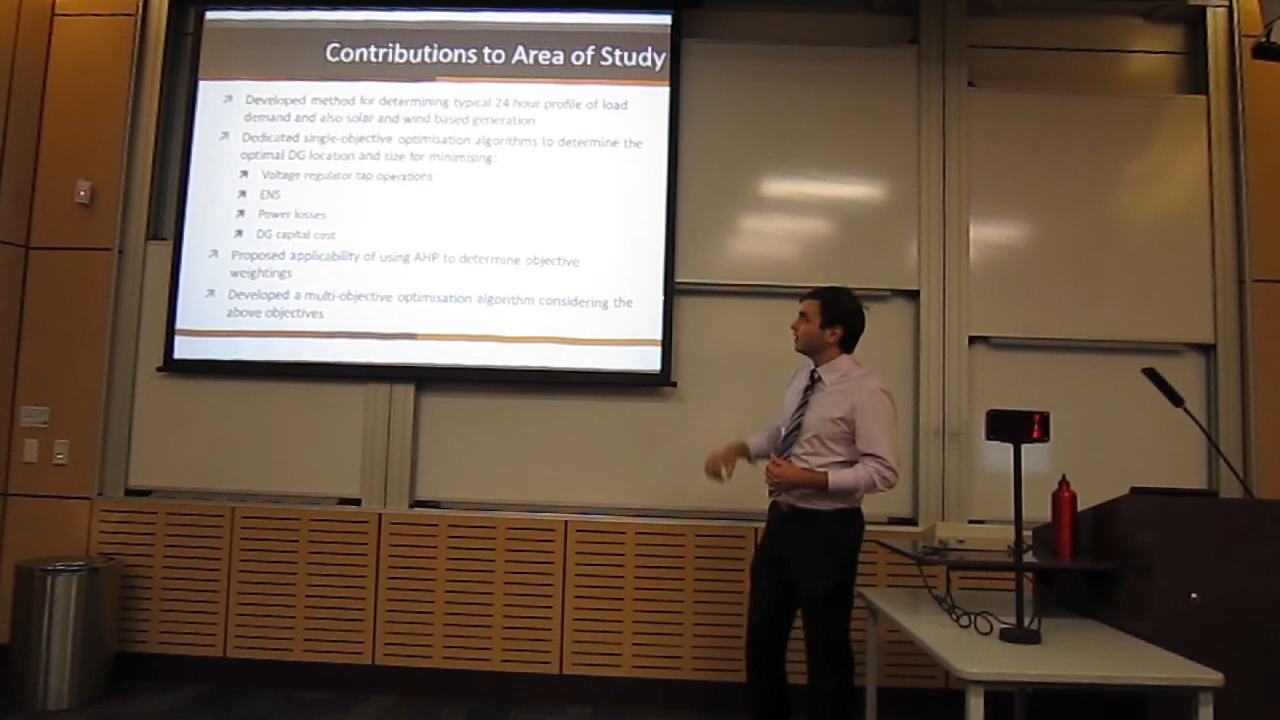 Contributions to Area of Study
Developed method for determining typical 24 hour profile of load
demand and also solar and wind based generation
Dedicated single-objective optimisation algorithms to determine the
optimal DG location and size for minimising:
Voltage regulator tap operations
ENS
Power losses
DG capital cost
Proposed applicability of using AHP to determine objective
weightings
Developed a multi-objective optimisation algorithm considering the
above objectives